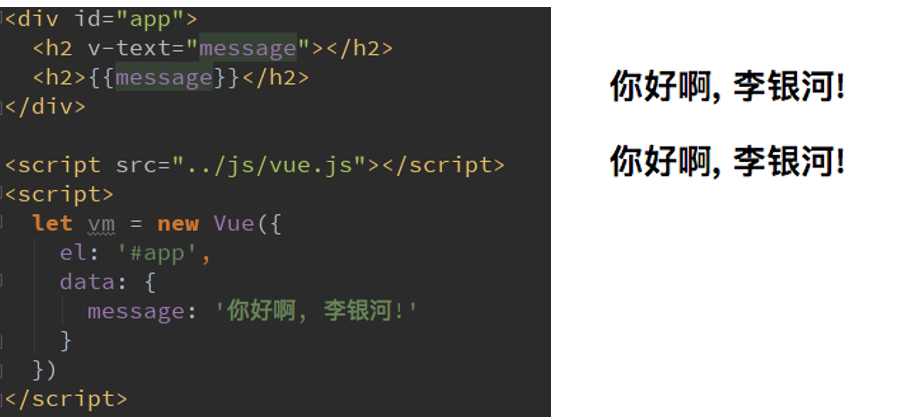 <div id="app">
<h2 v-text="message"></h2>
<h2>{{message}}</h2>
</div>
<script src="../js/vue.js"></script>
<script>
let vm = new Vue({
el: '#app',
data: {
message: '你好啊, 李银河!'
}
})
</script>
你好啊, 李银河!
你好啊, 李银河!